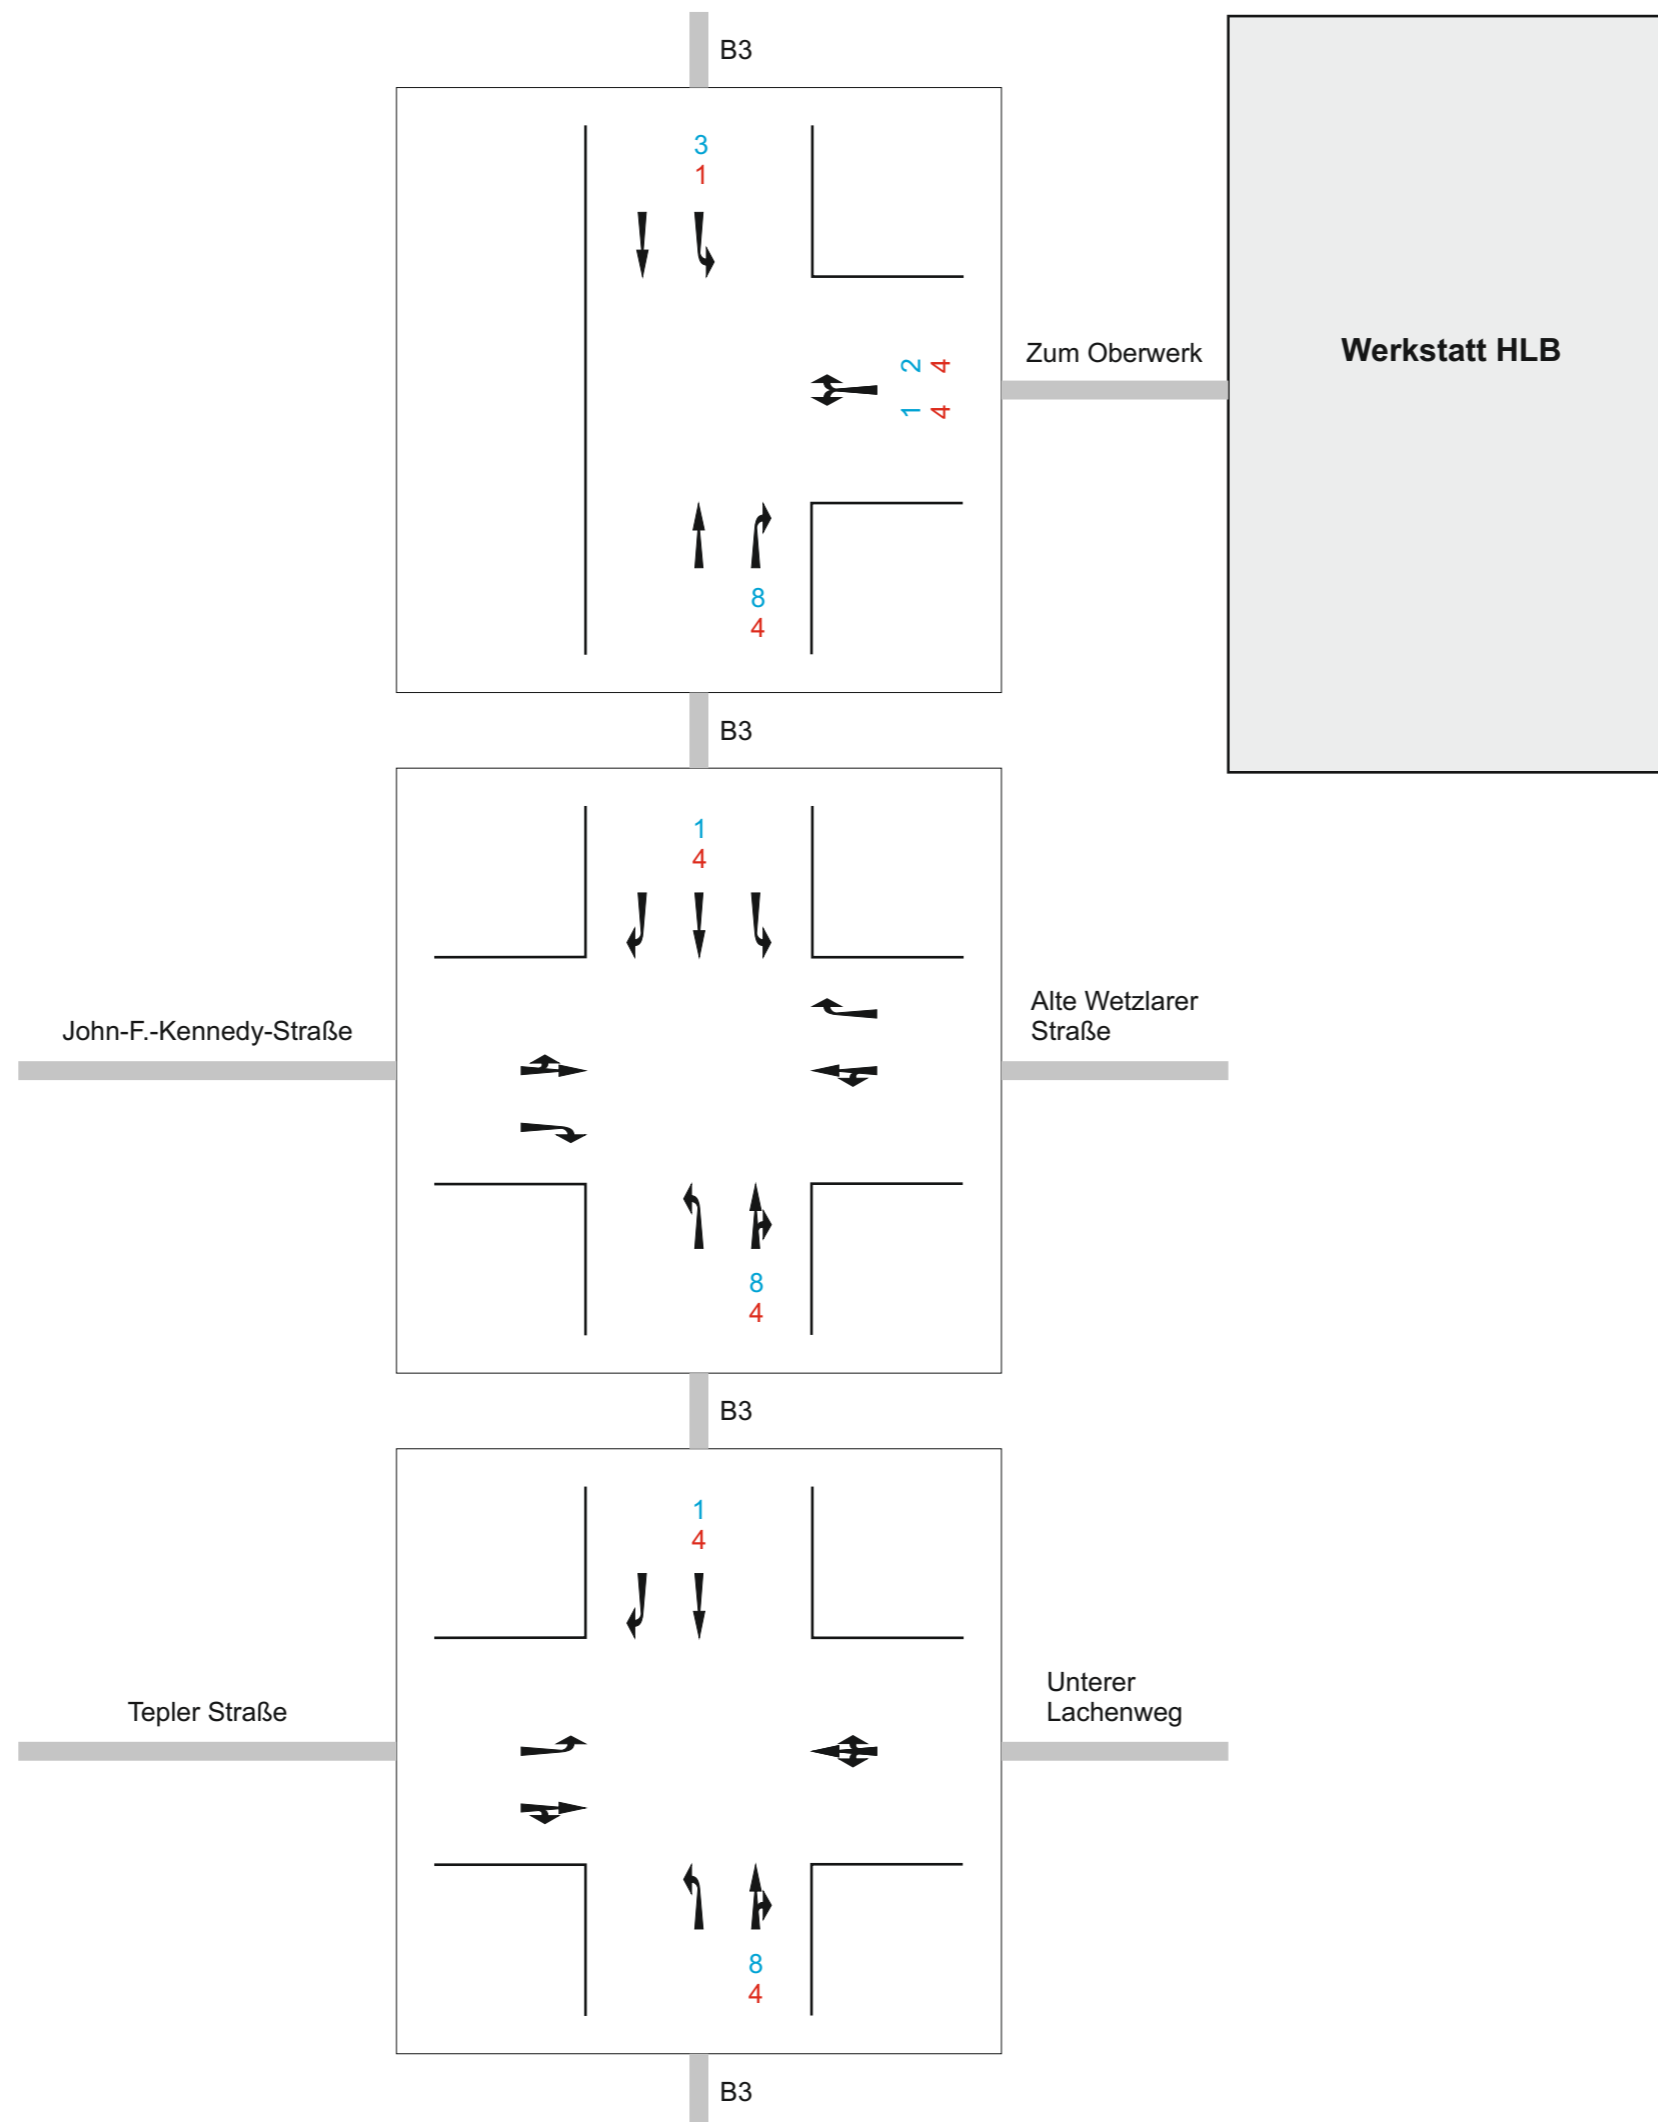 B3
3
1
Zum Oberwerk
Werkstatt HLB
2 4
1 4
8
4
B3
1
4
John-F.-Kennedy-Straße
Alte Wetzlarer
Straße
8
4
B3
1
4
Tepler Straße
Unterer
Lachenweg
8
4
B3